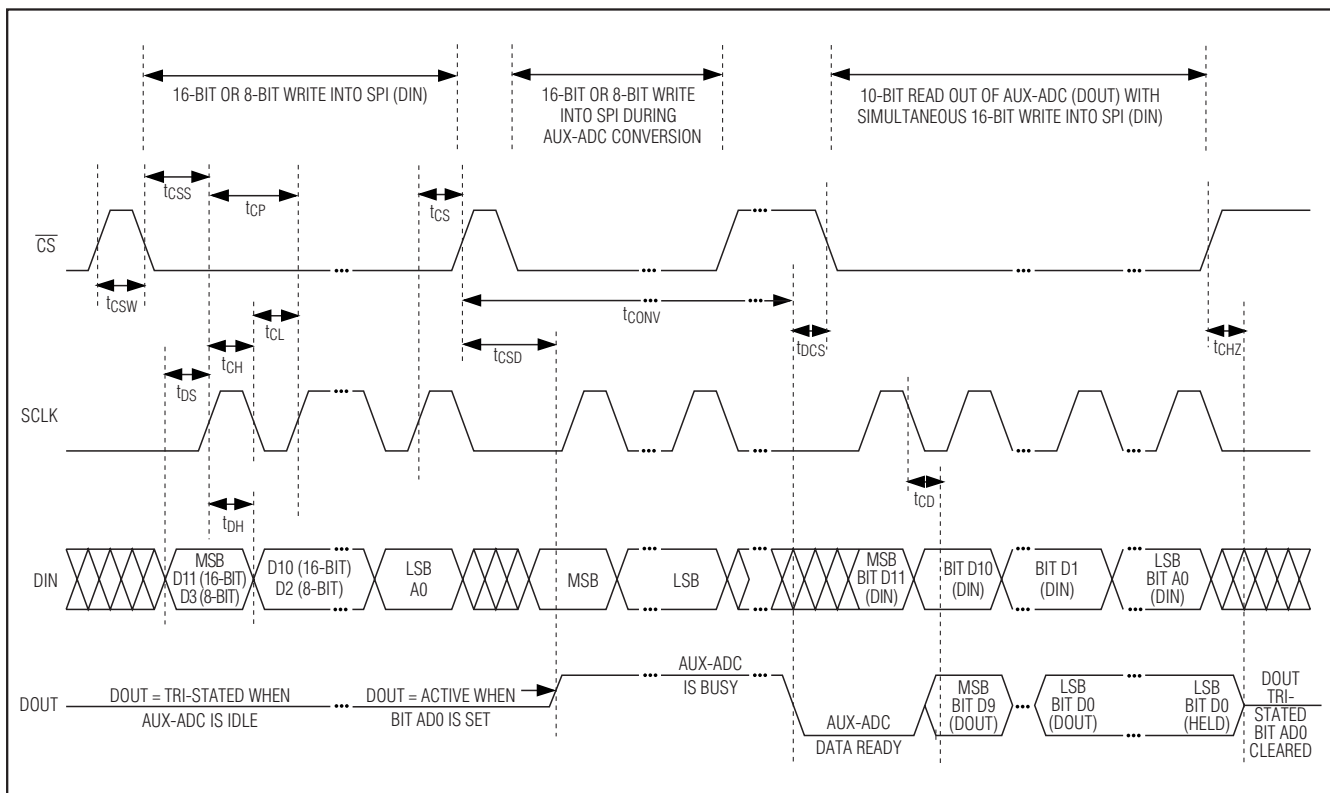 16-BIT OR 8-BIT WRITE INTO SPI (DIN)
16-BIT OR 8-BIT WRITE
INTO SPI DURING
AUX-ADC CONVERSION
10-BIT READ OUT OF AUX-ADC (DOUT) WITH
SIMULTANEOUS 16-BIT WRITE INTO SPI (DIN)
tCSS
tCP
tCS
CS
tCSW
tCL
tCONV
tCSD
tDCS
tCHZ
tCH
tDS
SCLK
tCD
tDH
DIN
MSB
D11 (16-BIT)
D3 (8-BIT)
D10 (16-BIT)
D2 (8-BIT)
LSB
A0
MSB
LSB
MSB
BIT D11
(DIN)
BIT D10
(DIN)
BIT D1
(DIN)
LSB
BIT A0
(DIN)
DOUT
DOUT = TRI-STATED WHEN
AUX-ADC IS IDLE
DOUT = ACTIVE WHEN
BIT AD0 IS SET
AUX-ADC
IS BUSY
AUX-ADC
DATA READY
MSB
BIT D9
(DOUT)
LSB
BIT D0
(DOUT)
LSB
BIT D0
(HELD)
DOUT
TRI-
STATED
BIT AD0
CLEARED